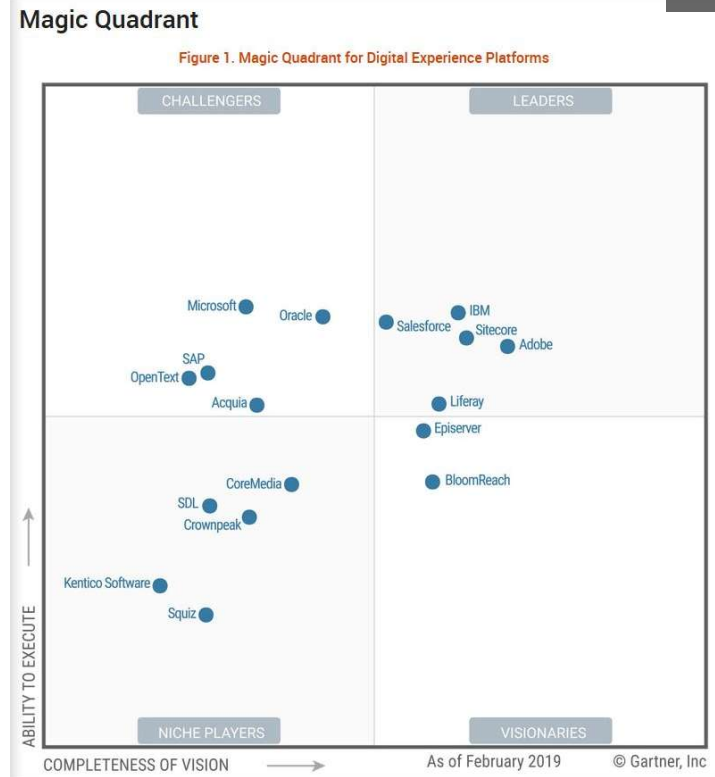 Magic Quadrant
Figure 1. Magic Quadrant for Digital Experience Platforms
CHALLENGERS
LEADERS
Microsoft
Oracle
IBM
Salesforce
Sitecore
Adobe
SAP
OpenText
Acquia
Liferay
Episerver
CoreMedia
BloomReach
SDL
Crownpeak
Kentico Software
Squiz
ABILITY TO EXECUTE
NICHE PLAYERS
VISIONARIES
COMPLETENESS OF VISION
As of February 2019
© Gartner, Inc